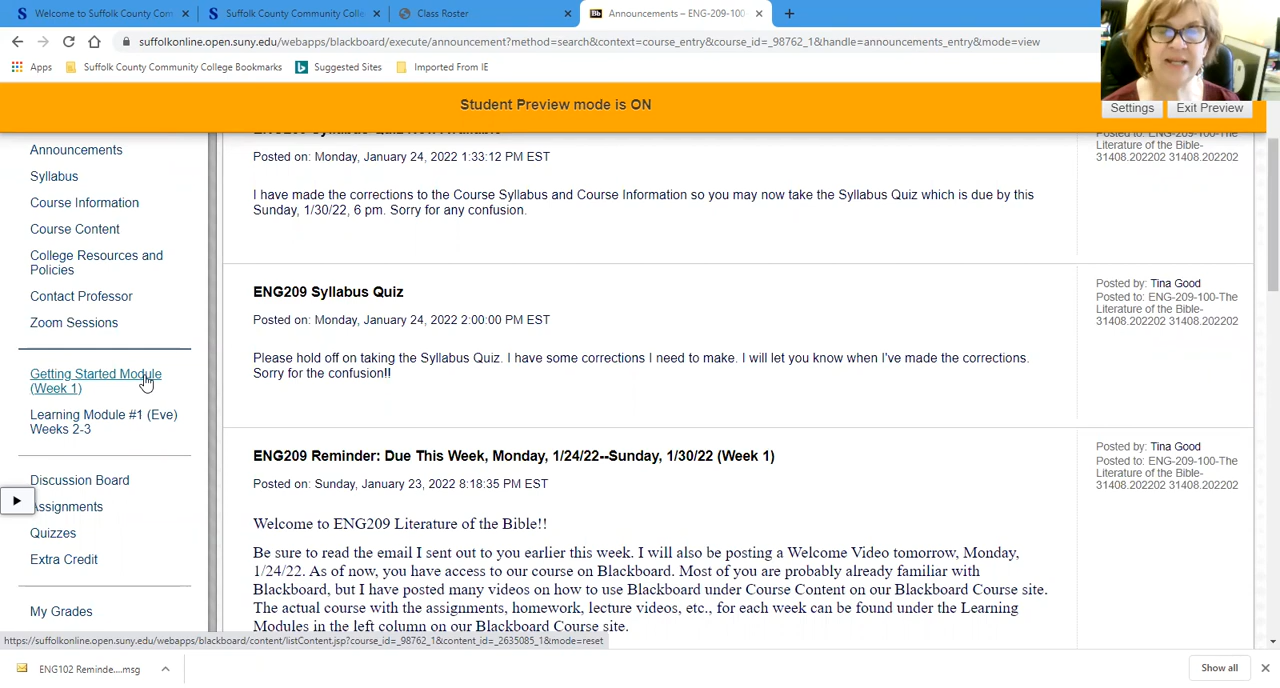 Welcome to Suffolk County Com
Suffolk County Community Colle
Class Roster
Announcements – ENG-209-100-
suffolkonline.open.suny.edu/webapps/blackboard/execute/announcement?method=search&context=course_entry&course_id=_98762_1&handle=announcements_entry&mode=view
Apps
Suffolk County Community College Bookmarks
Suggested Sites
Imported From IE
Student Preview mode is ON
Settings
Exit Preview
Announcements
Syllabus
Course Information
Course Content
College Resources and
Policies
Contact Professor
Zoom Sessions
Getting Started Module
(Week 1)
Learning Module #1 (Eve)
Weeks 2-3
Discussion Board
Assignments
Quizzes
Extra Credit
My Grades
ENG209 Syllabus Quiz Now Available
Posted on: Monday, January 24, 2022 1:33:12 PM EST
I have made the corrections to the Course Syllabus and Course Information so you may now take the Syllabus Quiz which is due by this
Sunday, 1/30/22, 6 pm. Sorry for any confusion.
Posted to: ENG-209-100-The
Literature of the Bible-
31408.202202 31408.202202
ENG209 Syllabus Quiz
Posted on: Monday, January 24, 2022 2:00:00 PM EST
Please hold off on taking the Syllabus Quiz. I have some corrections I need to make. I will let you know when I've made the corrections.
Sorry for the confusion!!
Posted by: Tina Good
Posted to: ENG-209-100-The
Literature of the Bible-
31408.202202 31408.202202
ENG209 Reminder: Due This Week, Monday, 1/24/22--Sunday, 1/30/22 (Week 1)
Posted on: Sunday, January 23, 2022 8:18:35 PM EST
Welcome to ENG209 Literature of the Bible!!
Be sure to read the email I sent out to you earlier this week. I will also be posting a Welcome Video tomorrow, Monday,
1/24/22. As of now, you have access to our course on Blackboard. Most of you are probably already familiar with
Blackboard, but I have posted many videos on how to use Blackboard under Course Content on our Blackboard Course site.
The actual course with the assignments, homework, lecture videos, etc., for each week can be found under the Learning
Modules in the left column on our Blackboard Course site.
Posted by: Tina Good
Posted to: ENG-209-100-The
Literature of the Bible-
31408.202202 31408.202202
https://suffolkonline.open.suny.edu/webapps/blackboard/content/listContent.jsp?course_id=_98762_1&content_id=_2635085_1&mode=reset
ENG102 Reminde....msg
Show all